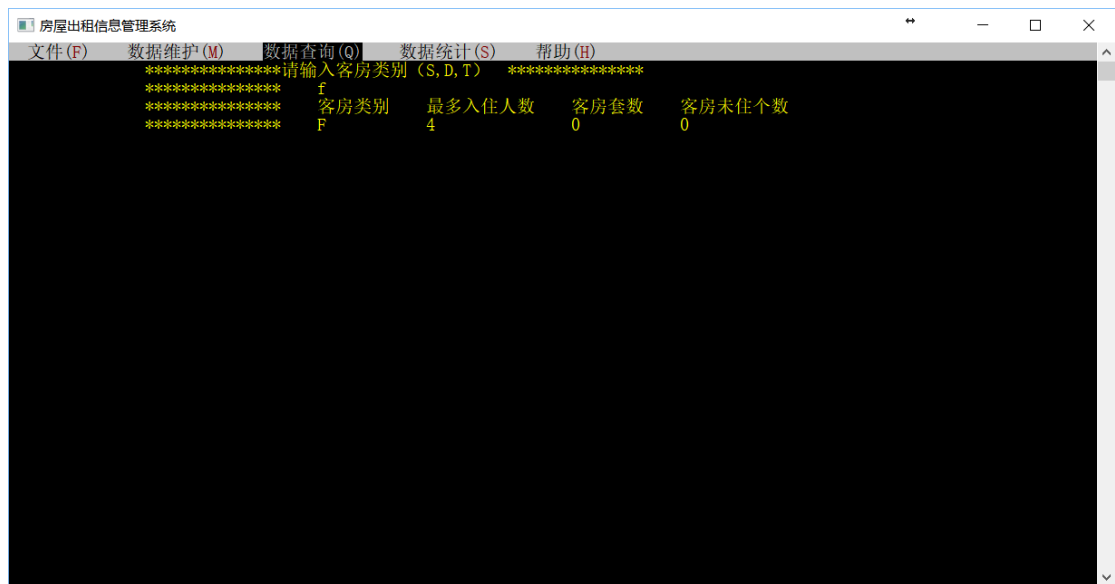 房屋出租信息管理系统
文件(F) 数据维护(M) 数据查询(Q) 数据统计(S) 帮助(H)
***************请输入客房类别（S,D,T） ***************
*************** f
*************** 客房类别 最多入住人数 客房套数 客房未住个数
*************** F 4 0 0